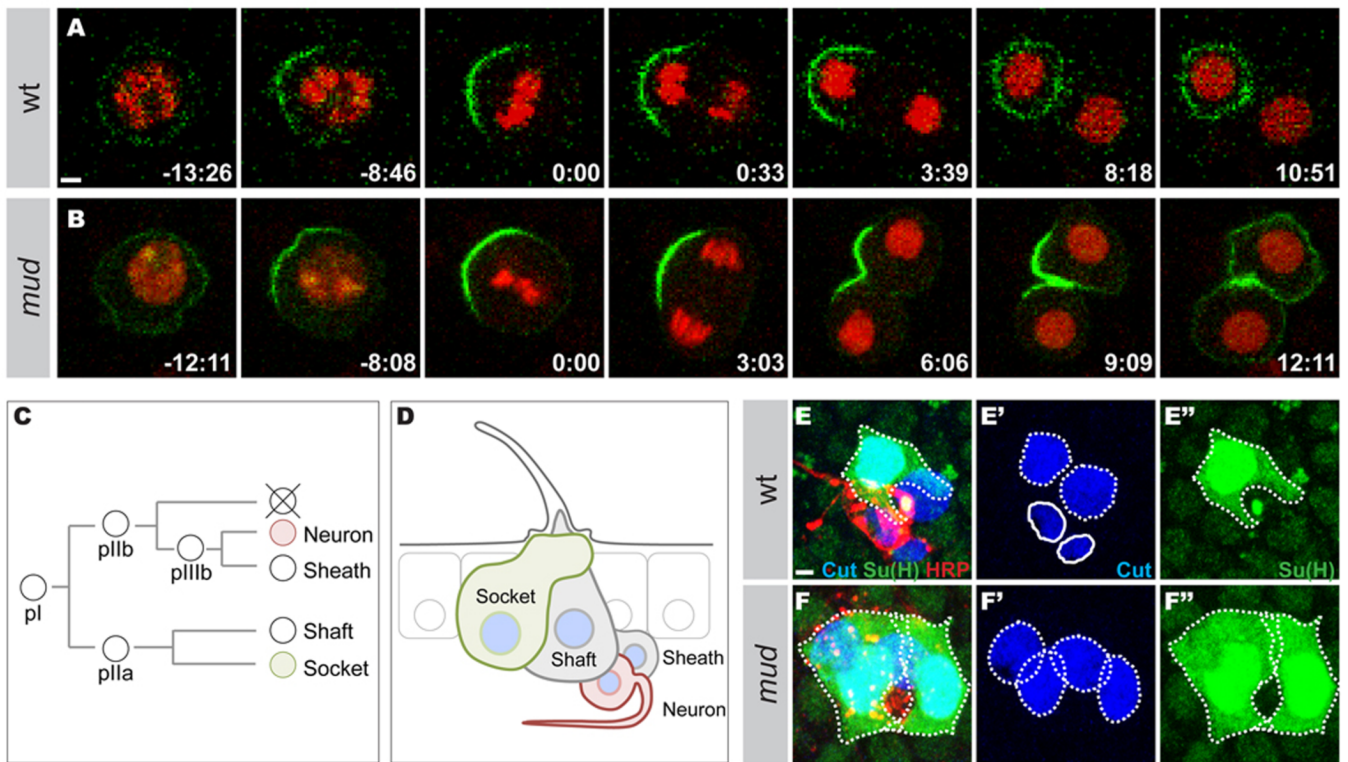 wt
A
-13:26 -8:46 0:00 0:33 3:39 8:18 10:51
mud
B
-12:11 -8:08 0:00 3:03 6:06 9:09 12:11
C
pI
pIIb
pIIIb
Neuron
Sheath
pIIa
Shaft
Socket
D
Socket
Shaft
Sheath
Neuron
wt
E E’ E”
Cut Su(H) HRP Cut Su(H)
mud
F F’ F”